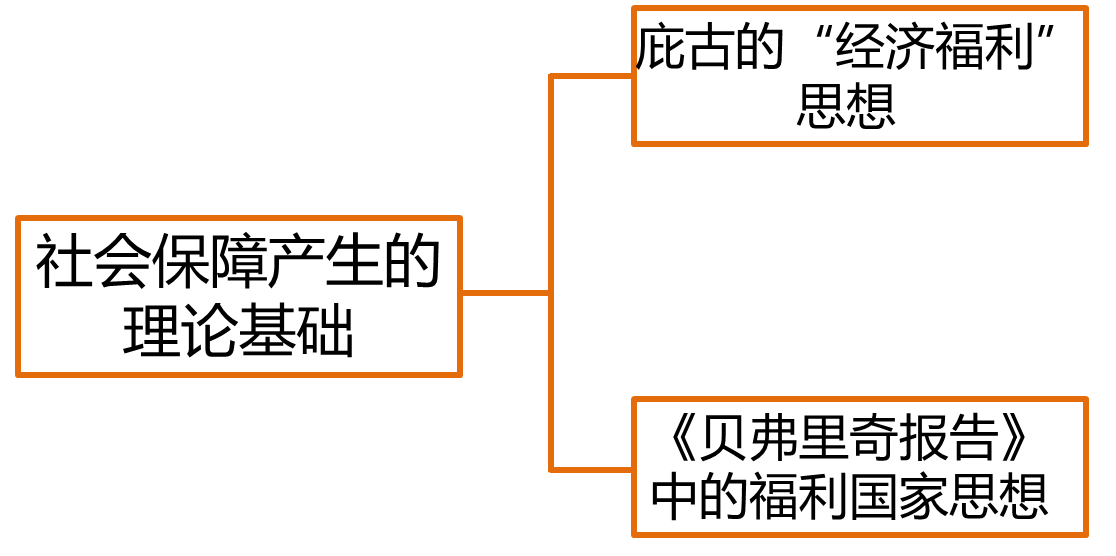 社会保障产生的
理论基础
庇古的“经济福利”
思想
《贝弗里奇报告》
中的福利国家思想